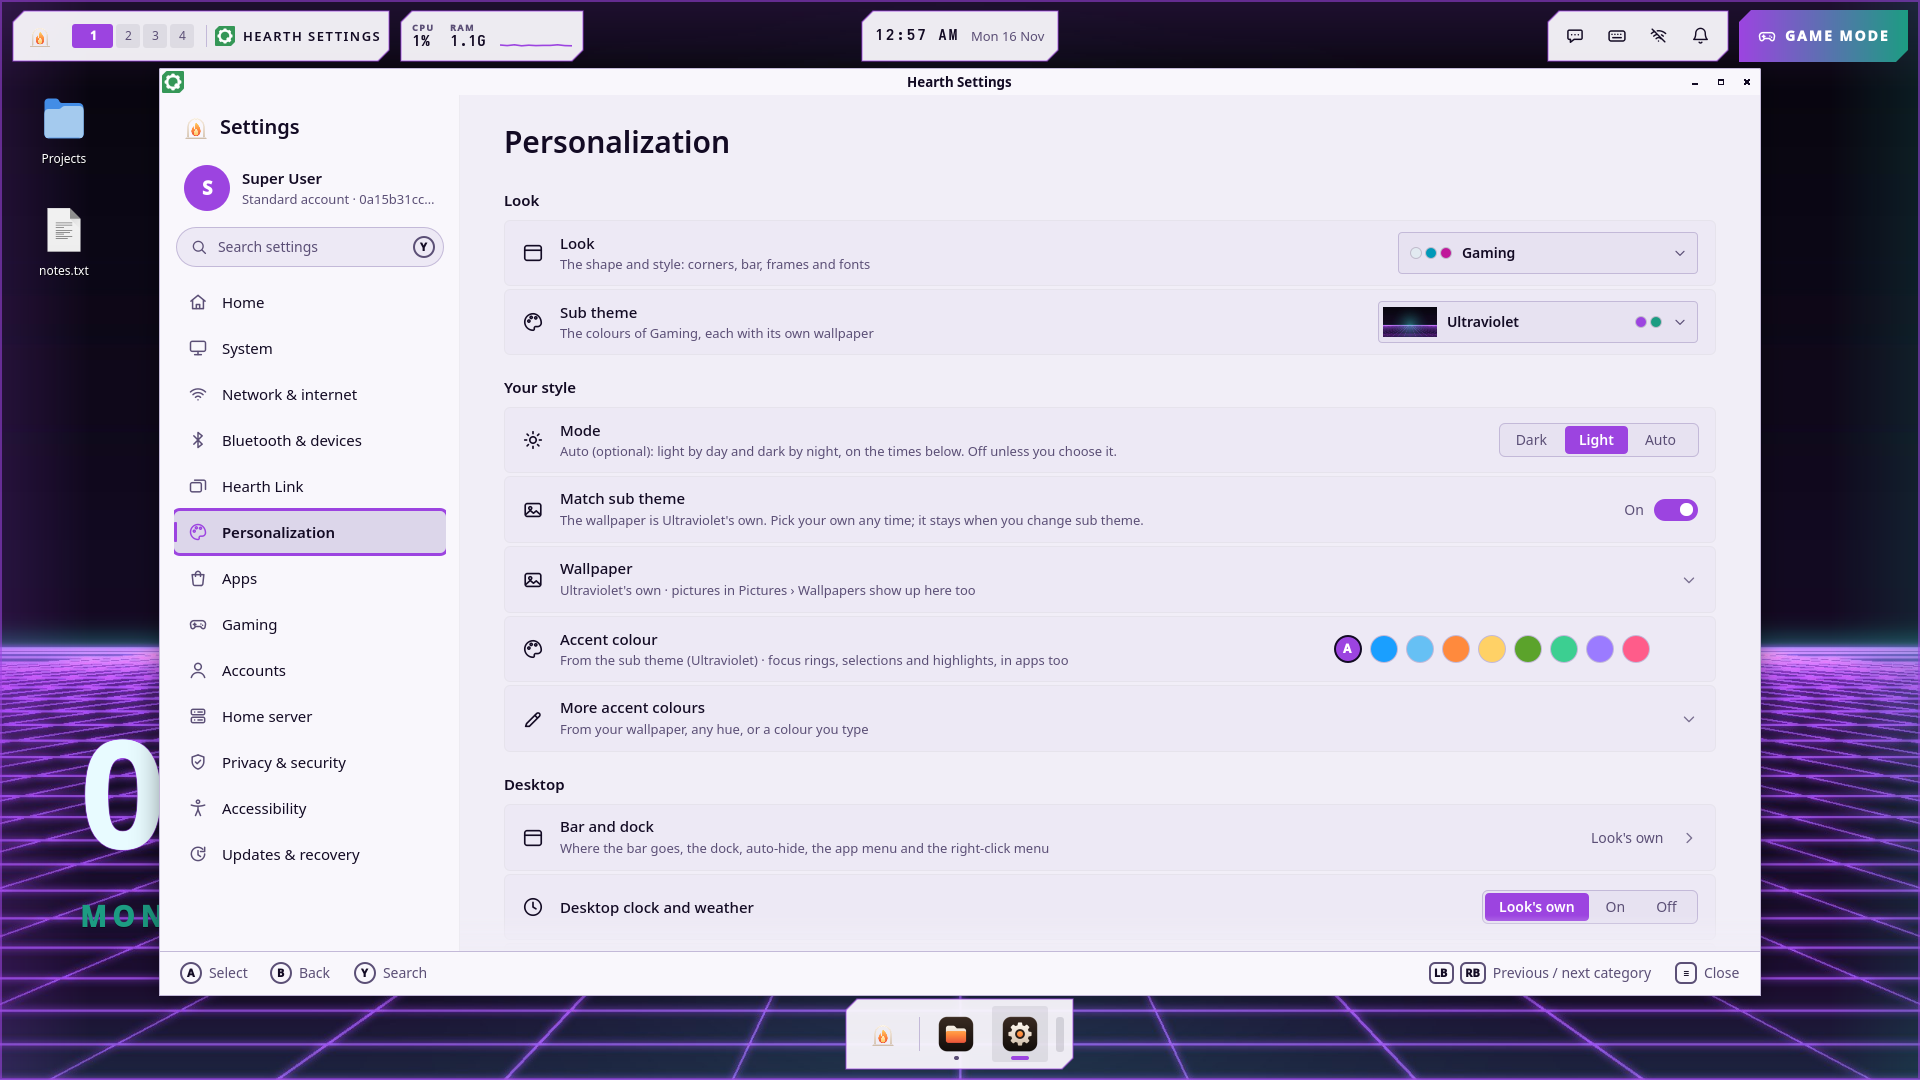 1 2 3 4 HEARTH SETTINGS
CPU RAM
1% 1.1G
12:57 AM Mon 16 Nov
GAME MODE
Projects
notes.txt
0
MON
Hearth Settings
Settings
S
Super User
Standard account · 0a15b31cc...
Search settings Y
Home
System
Network & internet
Bluetooth & devices
Hearth Link
Personalization
Apps
Gaming
Accounts
Home server
Privacy & security
Accessibility
Updates & recovery
Personalization
Look
Look
The shape and style: corners, bar, frames and fonts
Gaming
Sub theme
The colours of Gaming, each with its own wallpaper
Ultraviolet
Your style
Mode
Auto (optional): light by day and dark by night, on the times below. Off unless you choose it.
Dark Light Auto
Match sub theme
The wallpaper is Ultraviolet's own. Pick your own any time; it stays when you change sub theme.
On
Wallpaper
Ultraviolet's own · pictures in Pictures › Wallpapers show up here too
Accent colour
From the sub theme (Ultraviolet) · focus rings, selections and highlights, in apps too
A
More accent colours
From your wallpaper, any hue, or a colour you type
Desktop
Bar and dock
Where the bar goes, the dock, auto-hide, the app menu and the right-click menu
Look's own
Desktop clock and weather
Look's own On Off
A Select B Back Y Search
LB RB Previous / next category ≡ Close